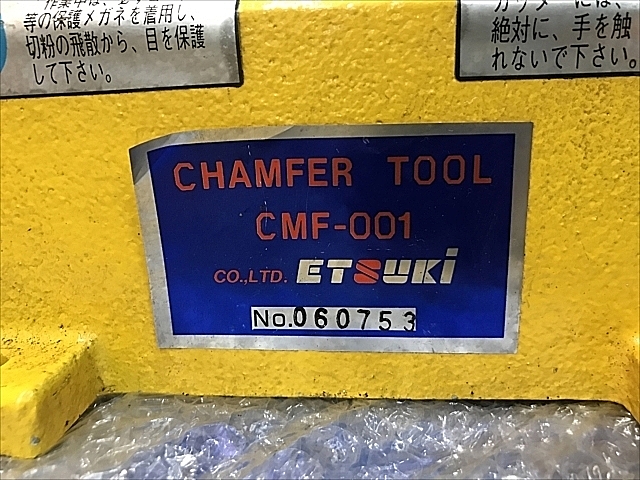 等の保護メガネを着用し、
切粉の飛散から、目を保護
して下さい。
絶対に、手を触
れないで下さい。
CHAMFER TOOL
CMF-001
CO.,LTD. ETSUKI
No.060753